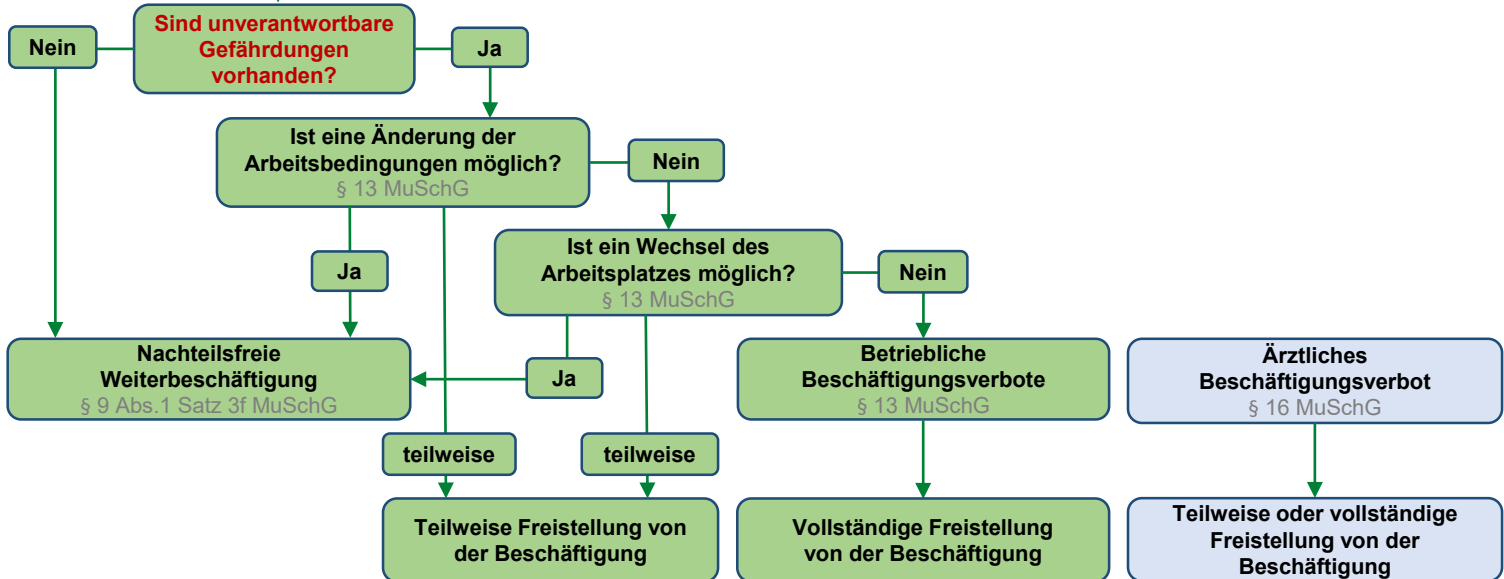 Sind unverantwortbare
Gefährdungen
vorhanden?
Nein
Ja
Ist eine Änderung der
Arbeitsbedingungen möglich?
§ 13 MuSchG
Nein
Ja
Ist ein Wechsel des
Arbeitsplatzes möglich?
§ 13 MuSchG
Nein
Ja
Nachteilsfreie
Weiterbeschäftigung
§ 9 Abs.1 Satz 3f MuSchG
Betriebliche
Beschäftigungsverbote
§ 13 MuSchG
Ärztliches
Beschäftigungsverbot
§ 16 MuSchG
teilweise
teilweise
Teilweise Freistellung von
der Beschäftigung
Vollständige Freistellung
von der Beschäftigung
Teilweise oder vollständige
Freistellung von der
Beschäftigung